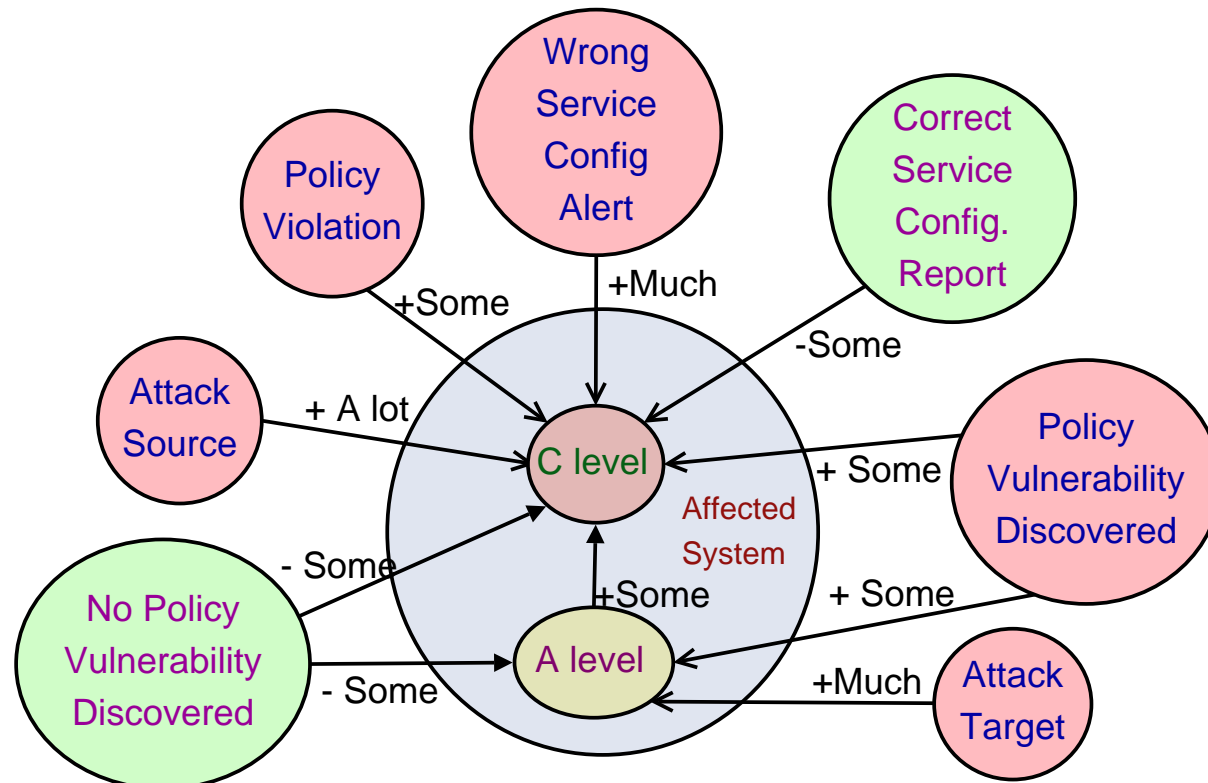 Wrong
Service
Config
Alert
Correct
Service
Config.
Report
Policy
Violation
+Some
+Much
-Some
Attack
Source
+ A lot
C level
+ Some
Policy
Vulnerability
Discovered
Affected
System
- Some
+Some
+ Some
No Policy
Vulnerability
Discovered
- Some
A level
+Much
Attack
Target